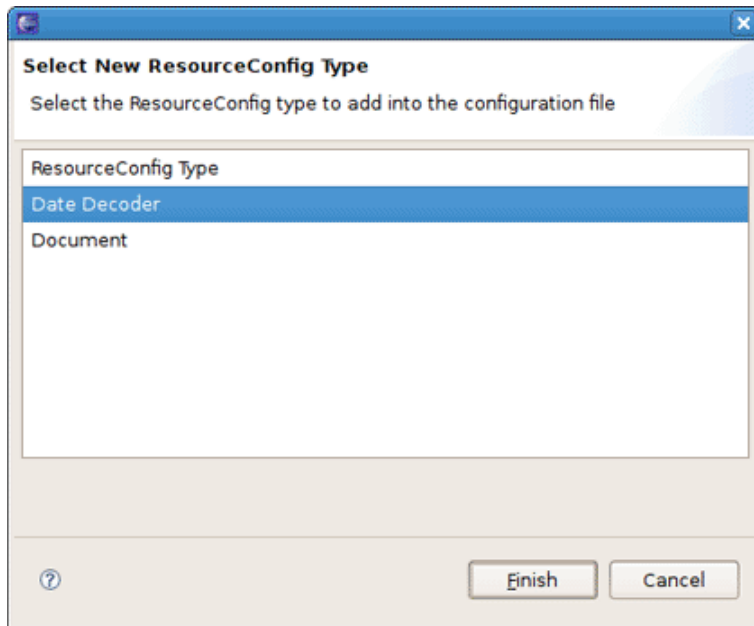 Select New ResourceConfig Type
Select the ResourceConfig type to add into the configuration file
ResourceConfig Type
Date Decoder
Document
Finish
Cancel